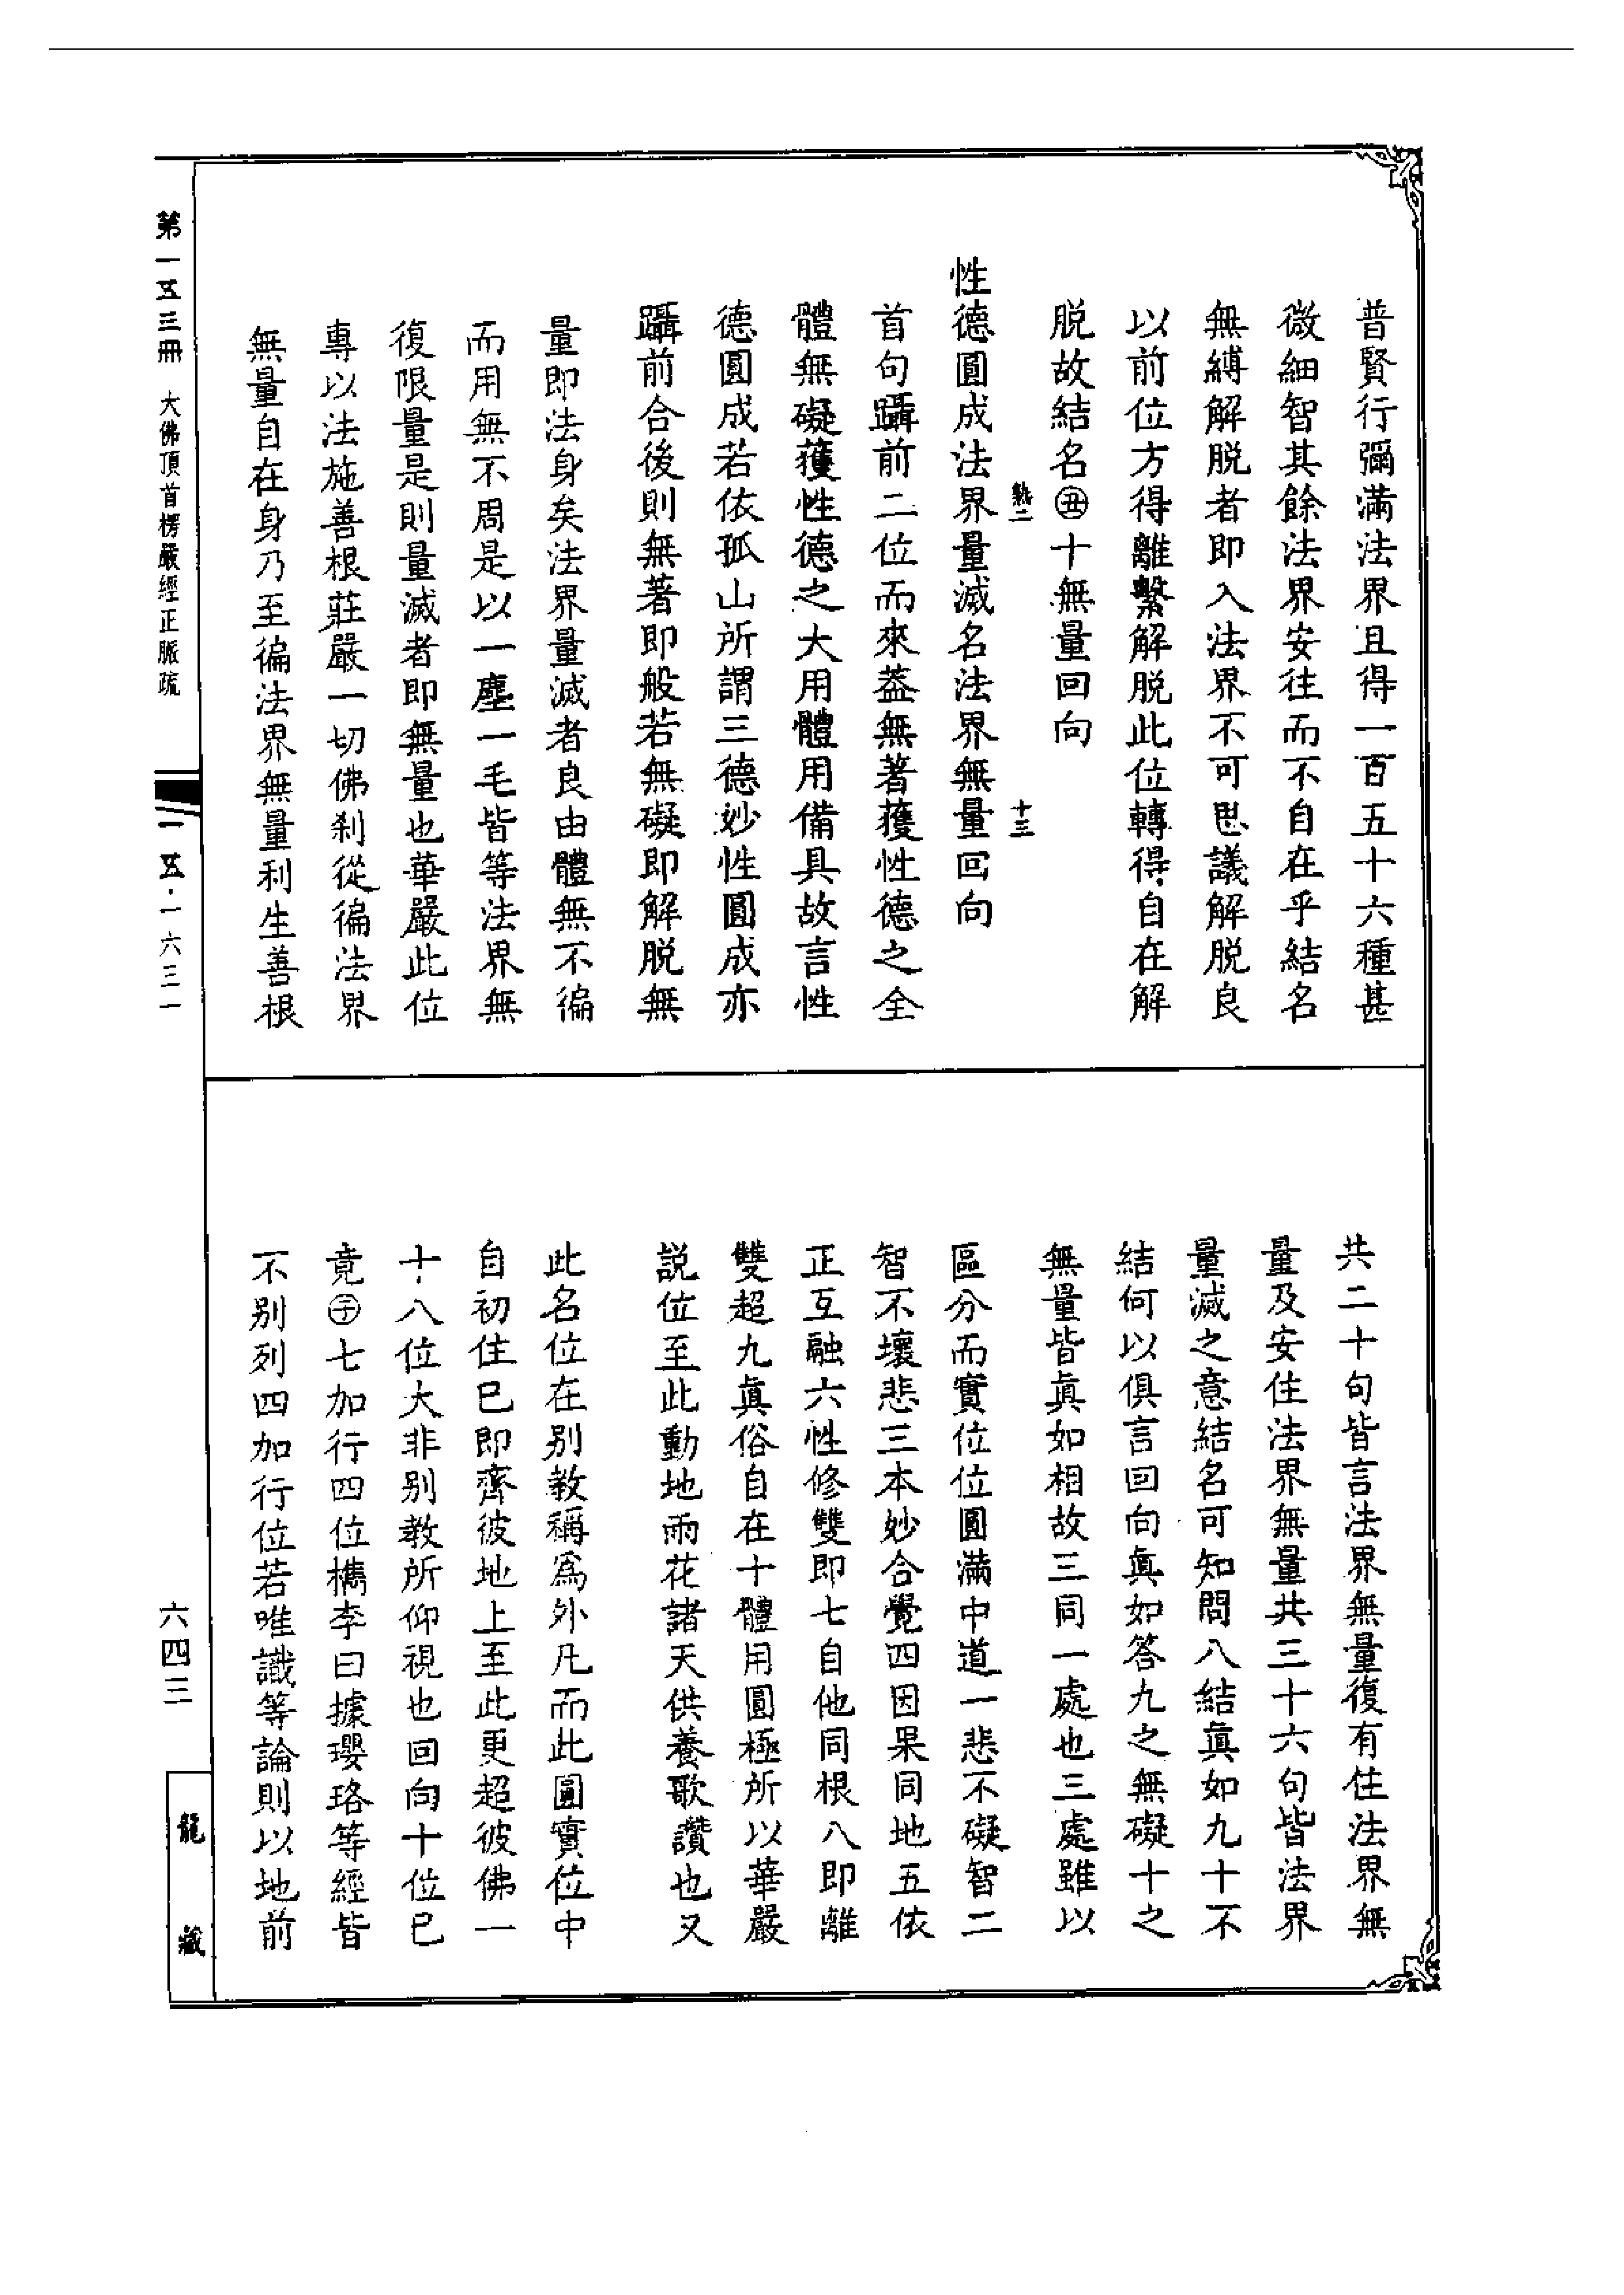 普賢行彌滿法界且得一百五十六種甚
微細智其餘法界安往而不自在乎結名
無縛解脱者即入法界不可思議解脱良
以前位方得離繫解脱此位轉得自在解
脱故結名㊄十無量回向
十三
性德圓成法界量滅名法界無量回向
首句躡前二位而來葢無著獲性德之全
體無礙獲性德之大用體用備具故言性
德圓成若依孤山所謂三德妙性圓成亦
躡前合後則無著即般若無礙即解脱無
量即法身矣法界量滅者良由體無不徧
而用無不周是以一塵一毛皆等法界無
復限量是則量滅者即無量也華嚴此位
專以法施善根莊嚴一切佛刹從徧法界
無量自在身乃至徧法界無量利生善根
共二十句皆言法界無量復有住法界無
量及安住法界無量共三十六句皆法界
量滅之意結名可知問八結眞如九十不
結何以俱言回向眞如答九之無礙十之
無量皆眞如相故三同一處也三處雖以
區分而實位位圓滿中道一悲不礙智二
智不壞悲三本妙合覺四因果同地五依
正互融六性修雙即七自他同根八即離
雙超九眞俗自在十體用圓極所以華嚴
説位至此動地雨花諸天供養歌讚也又
此名位在别教稱爲外凡而此圓實位中
自初住已即齊彼地上至此更超彼佛一
十八位大非别教所仰視也回向十位已
竟㊁七加行四位檇李曰據瓔珞等經皆
不别列四加行位若唯識等論則以地前
第一五三冊 大佛頂首楞嚴經正脈疏
一五·一六三一
六四三
龍藏